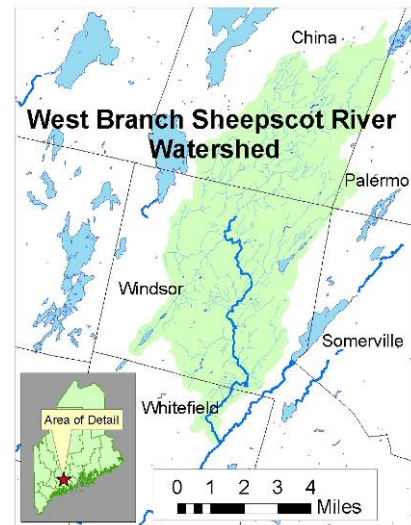 China
West Branch Sheepscot River
Watershed
Palermo
Windsor
Somerville
Whitefield
Area of Detail
0 1 2 3 4
Miles